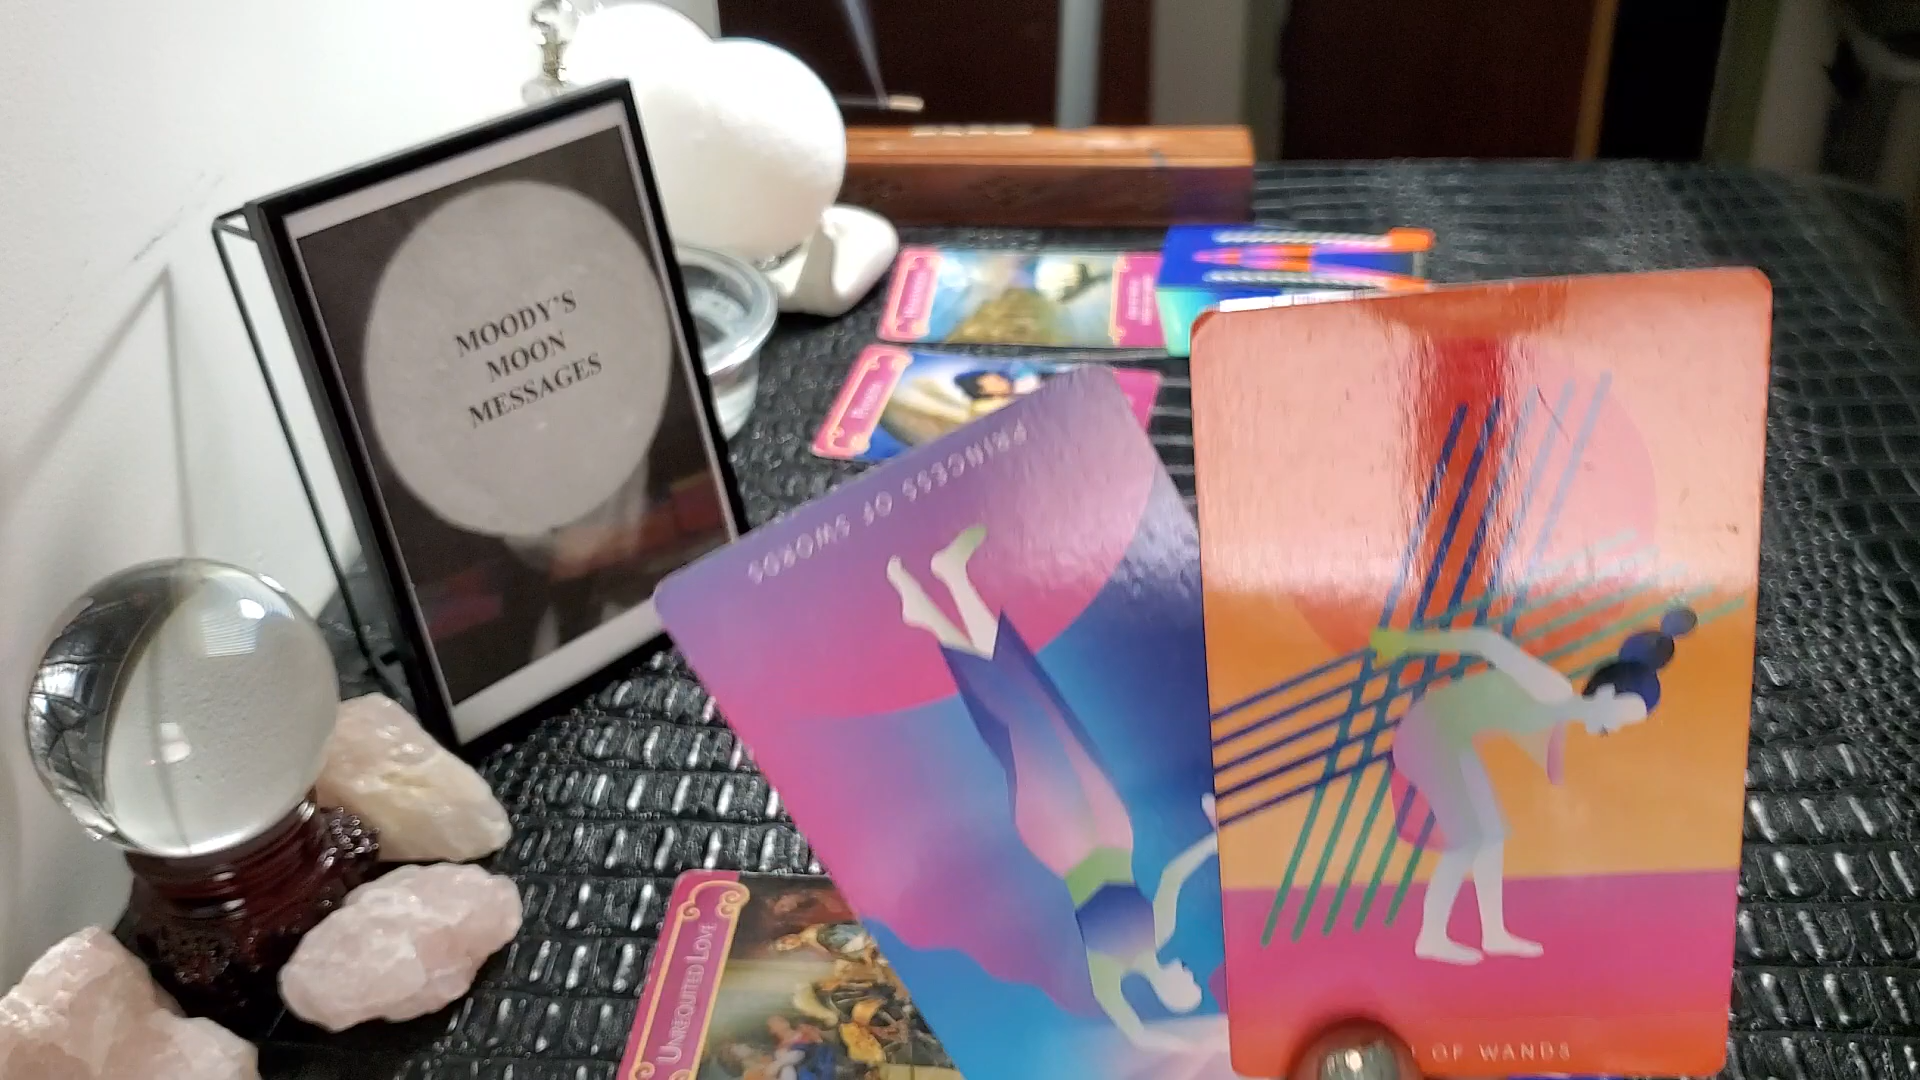 MOODY'S
MOON
MESSAGES
PRINCESS OF SWORDS
OF WANDS
UNREQUITED LOVE